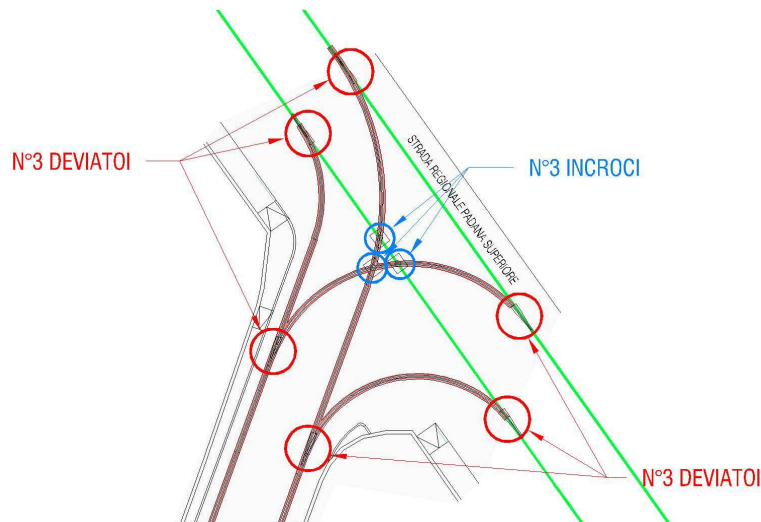 N°3 DEVIATOI
STRADA REGIONALE PADANA SUPERIORE
N°3 INCROCI
N°3 DEVIATOI